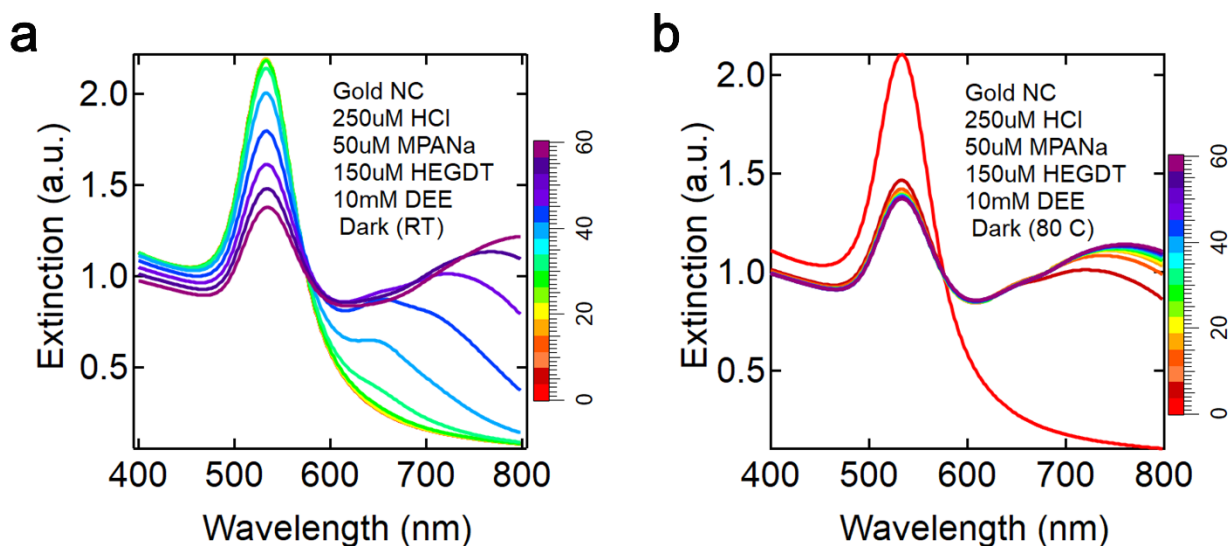 a
Extinction (a.u.)
2.0
1.5
1.0
0.5
400 500 600 700 800
Wavelength (nm)
Gold NC
250uM HCl
50uM MPANa
150uM HEGDT
10mM DEE
Dark (RT)
60
40
20
0
b
Extinction (a.u.)
2.0
1.5
1.0
0.5
400 500 600 700 800
Wavelength (nm)
Gold NC
250uM HCl
50uM MPANa
150uM HEGDT
10mM DEE
Dark (80 C)
60
40
20
0